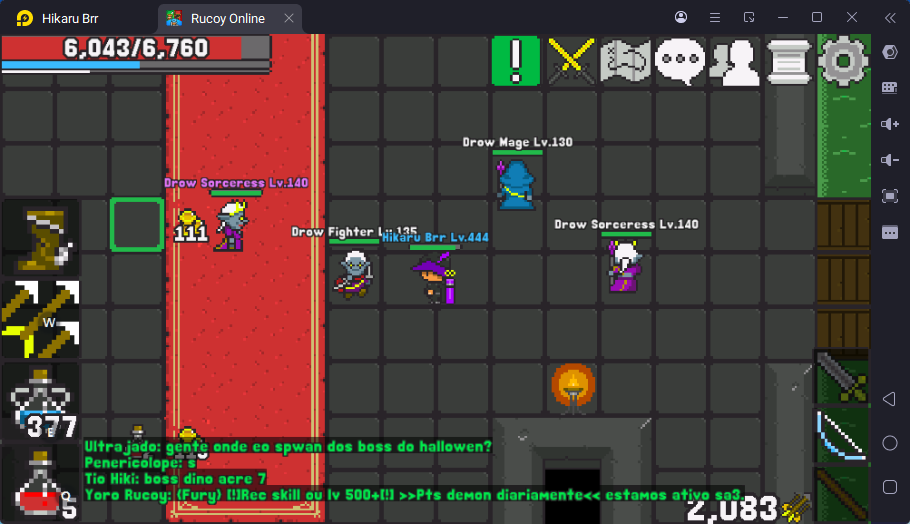 Hikaru Brr
Rucoy Online
6,043/6,760
Drow Mage Lv.130
Drow Sorceress Lv.140
111
Drow Fighter Lv.135
Hikaru Brr Lv.444
Drow Sorceress Lv.140
W
E
377
Ultrajado: gente onde eo spwan dos boss do hallowen?
Penericolope: s
Tio Hiki: boss dino acre 7
Yoro Rucoy: (Fury) [!]Rec skill ou lv 500+[!] >>Pts demon diariamente<< estamos ativo sa3.
Q
5
2,083